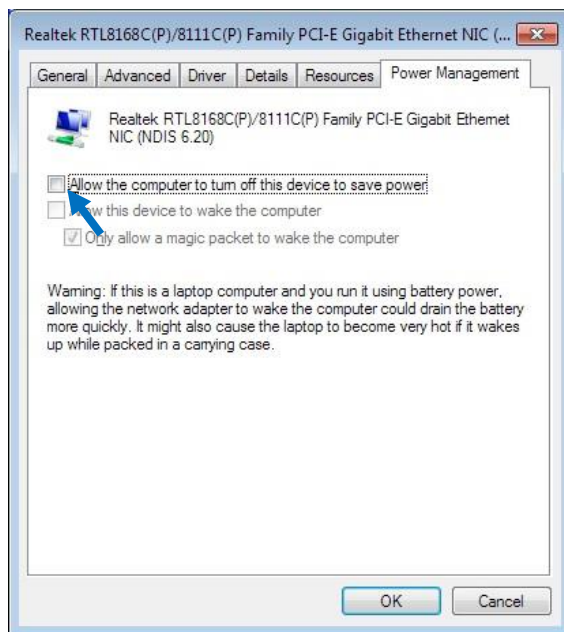 Realtek RTL8168C(P)/8111C(P) Family PCI-E Gigabit Ethernet NIC (...
General Advanced Driver Details Resources Power Management
Realtek RTL8168C(P)/8111C(P) Family PCI-E Gigabit Ethernet
NIC (NDIS 6.20)
Allow the computer to turn off this device to save power
Allow this device to wake the computer
Only allow a magic packet to wake the computer
Warning: If this is a laptop computer and you run it using battery power,
allowing the network adapter to wake the computer could drain the battery
more quickly. It might also cause the laptop to become very hot if it wakes
up while packed in a carrying case.
OK Cancel